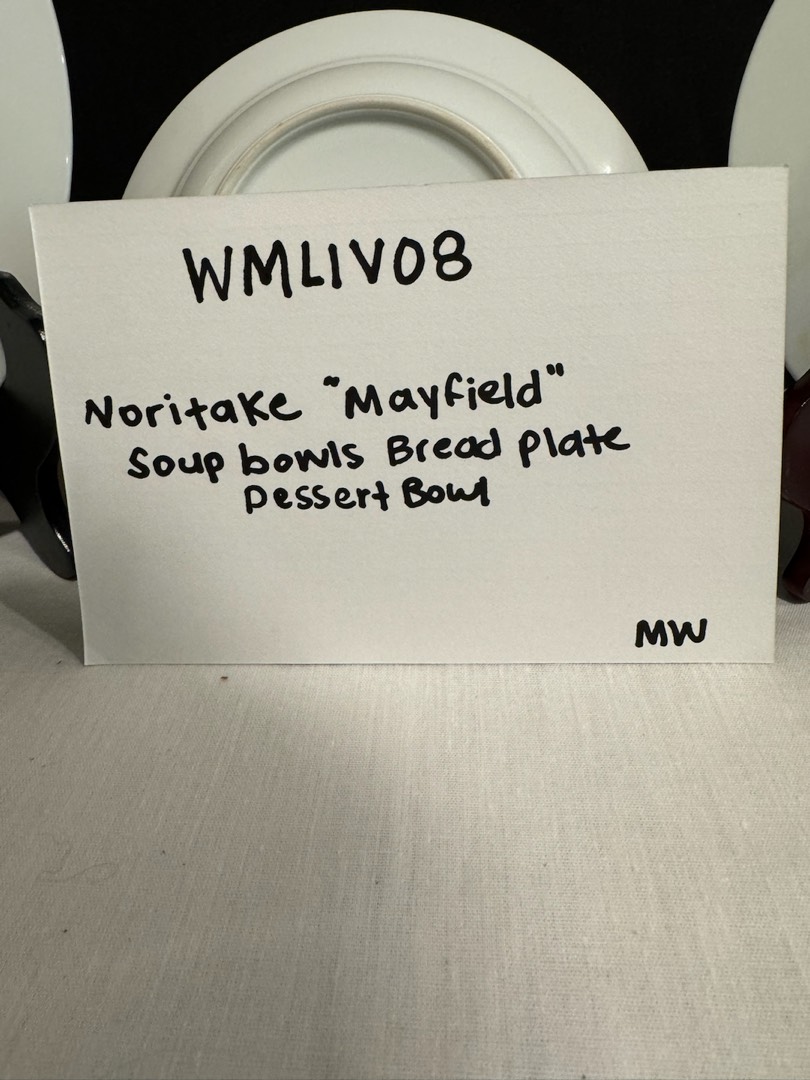 WMLIV08
Noritake "Mayfield"
Soup bowls Bread Plate
Dessert Bowl
MW